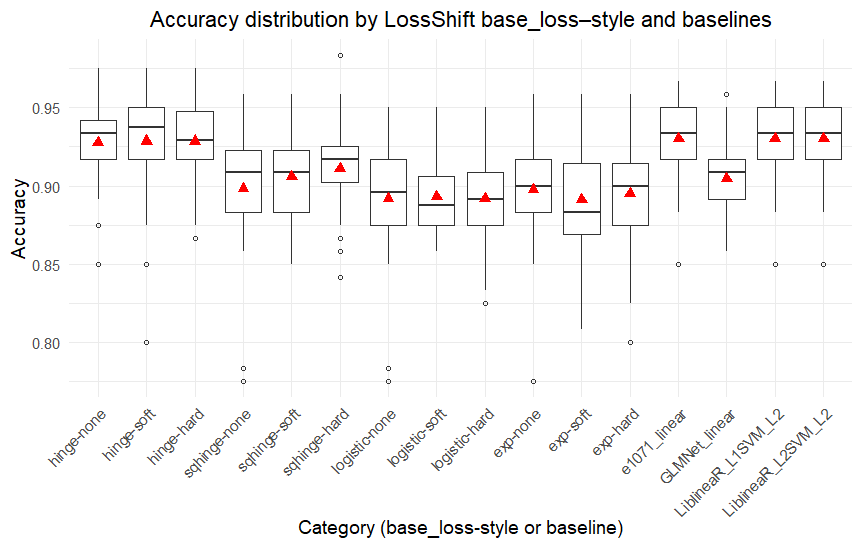 Accuracy distribution by LossShift base_loss–style and baselines
Accuracy
0.95
0.90
0.85
0.80
hinge-none
hinge-soft
hinge-hard
sqhinge-none
sqhinge-soft
sqhinge-hard
logistic-none
logistic-soft
logistic-hard
exp-none
exp-soft
exp-hard
e1071_linear
GLMNet_linear
LiblineaR_L1SVM_L2
LiblineaR_L2SVM_L2
Category (base_loss-style or baseline)